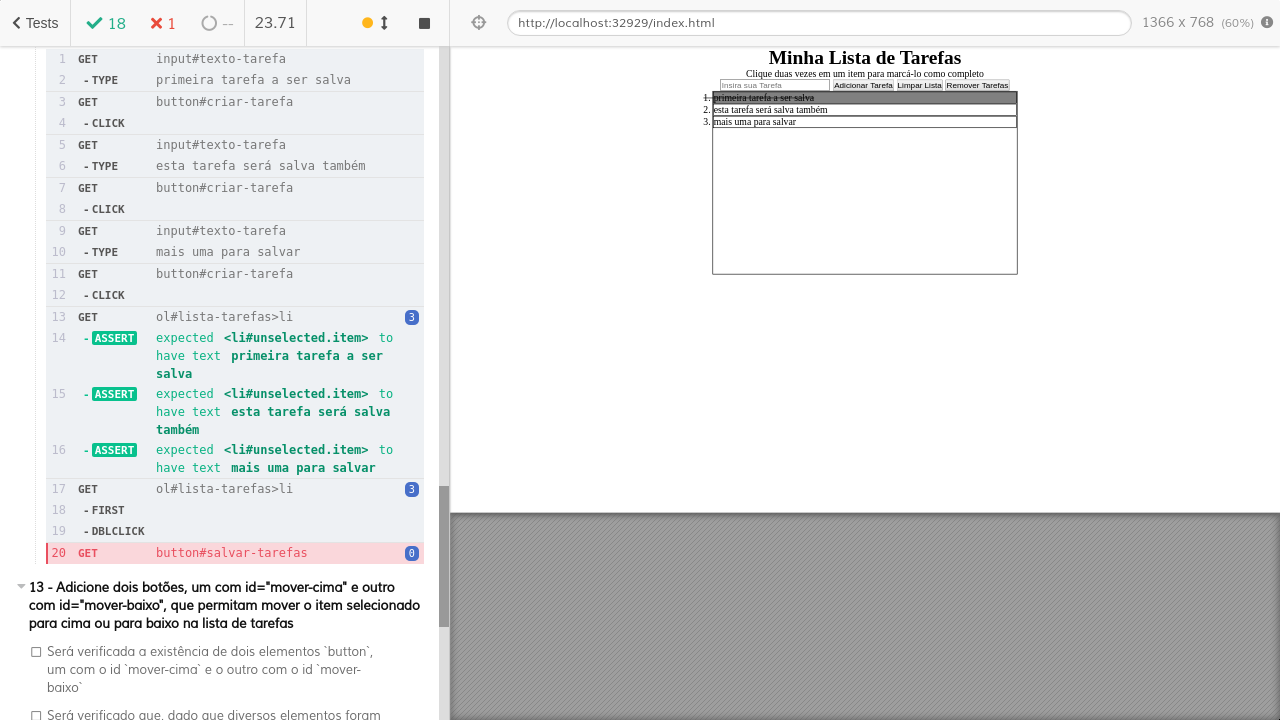 Tests 18 1 -- 23.71
http://localhost:32929/index.html 1366 x 768 (60%)
1 GET input#texto-tarefa
2 - TYPE primeira tarefa a ser salva
3 GET button#criar-tarefa
4 - CLICK
5 GET input#texto-tarefa
6 - TYPE esta tarefa será salva também
7 GET button#criar-tarefa
8 - CLICK
9 GET input#texto-tarefa
10 - TYPE mais uma para salvar
11 GET button#criar-tarefa
12 - CLICK
13 GET ol#lista-tarefas>li 3
14 - ASSERT expected <li#unselected.item> to
have text primeira tarefa a ser
salva
15 - ASSERT expected <li#unselected.item> to
have text esta tarefa será salva
também
16 - ASSERT expected <li#unselected.item> to
have text mais uma para salvar
17 GET ol#lista-tarefas>li 3
18 - FIRST
19 - DBLCLICK
20 GET button#salvar-tarefas 0
13 - Adicione dois botões, um com id="mover-cima" e outro
com id="mover-baixo", que permitam mover o item selecionado
para cima ou para baixo na lista de tarefas
Será verificada a existência de dois elementos `button`,
um com o id `mover-cima` e o outro com o id `mover-
baixo`
Será verificado que, dado que diversos elementos foram
Minha Lista de Tarefas
Clique duas vezes em um item para marcá-lo como completo
Insira sua Tarefa Adicionar Tarefa Limpar Lista Remover Tarefas
1. primeira tarefa a ser salva
2. esta tarefa será salva também
3. mais uma para salvar